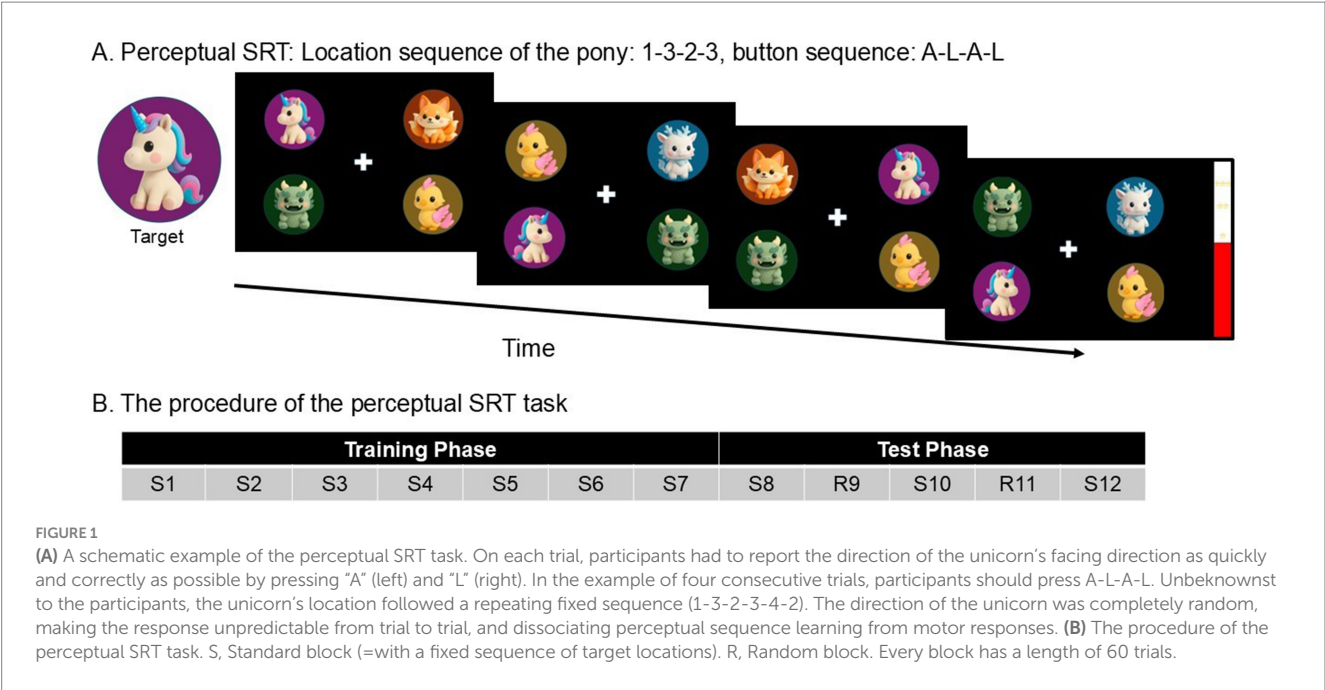 A. Perceptual SRT: Location sequence of the pony: 1-3-2-3, button sequence: A-L-A-L
Target
Time
B. The procedure of the perceptual SRT task
Training Phase Test Phase
S1 S2 S3 S4 S5 S6 S7 S8 R9 S10 R11 S12
FIGURE 1
(A) A schematic example of the perceptual SRT task. On each trial, participants had to report the direction of the unicorn’s facing direction as quickly
and correctly as possible by pressing “A” (left) and “L” (right). In the example of four consecutive trials, participants should press A-L-A-L. Unbeknownst
to the participants, the unicorn’s location followed a repeating fixed sequence (1-3-2-3-4-2). The direction of the unicorn was completely random,
making the response unpredictable from trial to trial, and dissociating perceptual sequence learning from motor responses. (B) The procedure of the
perceptual SRT task. S, Standard block (=with a fixed sequence of target locations). R, Random block. Every block has a length of 60 trials.